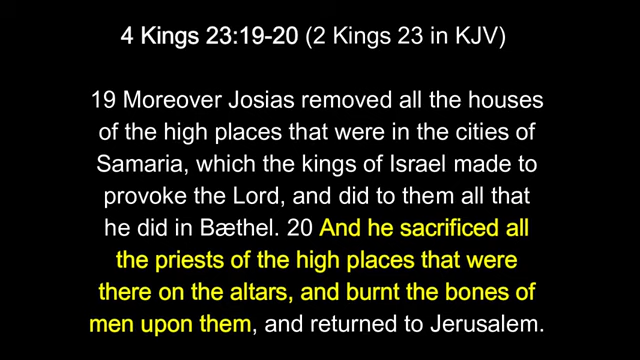 4 Kings 23:19-20 (2 Kings 23 in KJV)
19 Moreover Josias removed all the houses
of the high places that were in the cities of
Samaria, which the kings of Israel made to
provoke the Lord, and did to them all that
he did in Bæthel. 20 And he sacrificed all
the priests of the high places that were
there on the altars, and burnt the bones of
men upon them, and returned to Jerusalem.